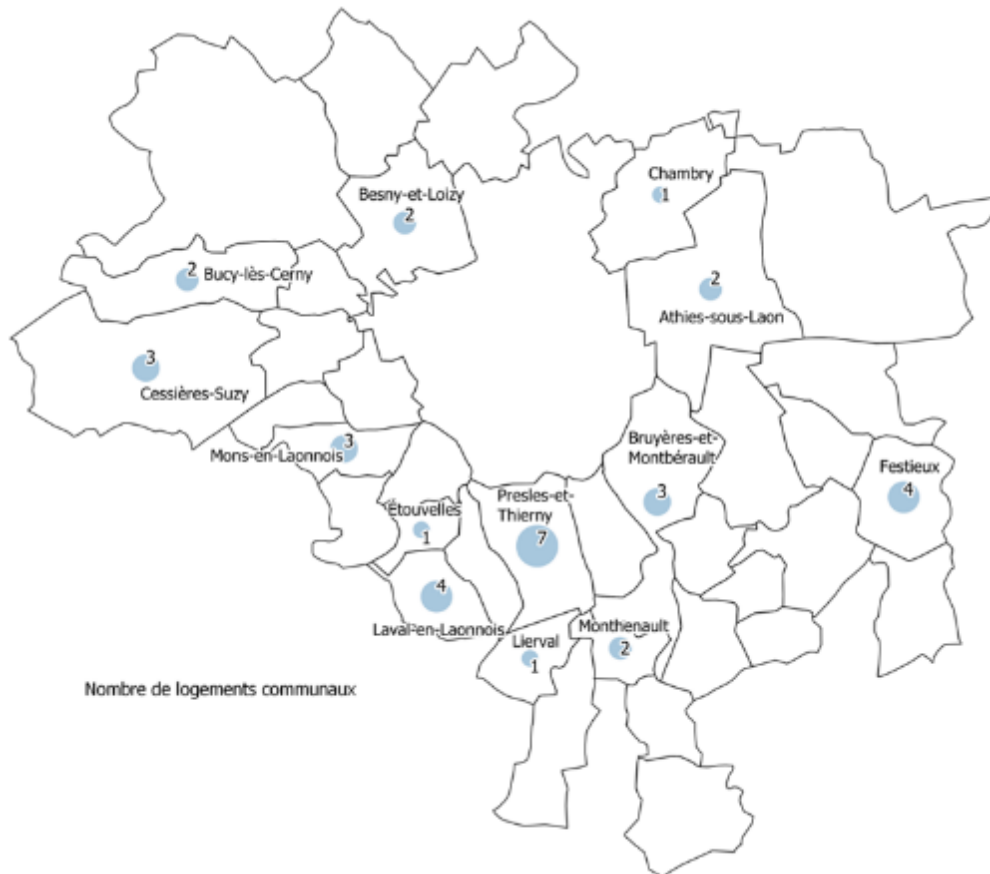 Chambry
1
Besny-et-Loizy
2
2
Bucy-lès-Cerny
2
Athies-sous-Laon
3
Cessières-Suzy
Bruyères-et-
Montbérault
3
Mons-en-Laonnois
3
Festieux
4
Presles-et-
Thierny
7
Étouvelles
1
4
Laval-en-Laonnois
Monthenault
2
Lierval
1
Nombre de logements communaux